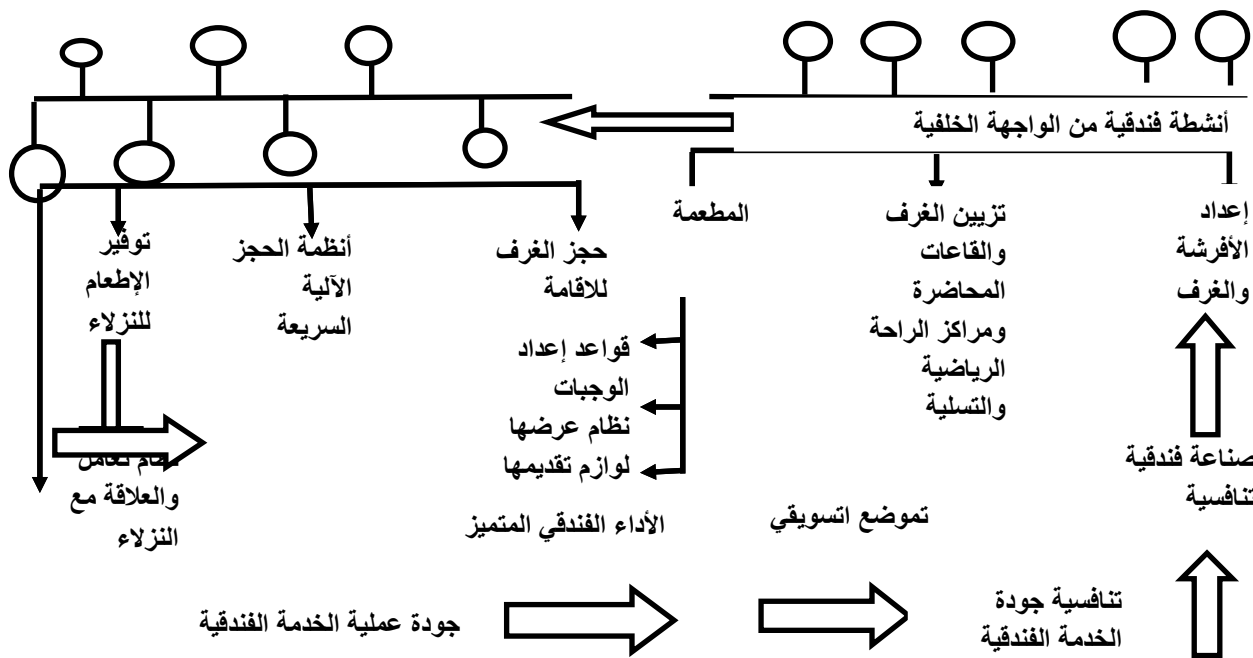 أنشطة فندقية من الواجهة الخلفية
إعداد
الأفرشة
والغرف
تزيين الغرف
والقاعات
المحاضرة
ومراكز الراحة
الرياضية
والتسلية
المطعمة
حجز الغرف
للاقامة
أنظمة الحجز
الآلية
السريعة
توفير
الإطعام
للنزلاء
قواعد إعداد
الوجبات
نظام عرضها
لوازم تقديمها
نظام تعامل
والعلاقة مع
النزلاء
صناعة فندقية
تنافسية
تموضع اتسويقي
الأداء الفندقي المتميز
تنافسية جودة
الخدمة الفندقية
جودة عملية الخدمة الفندقية